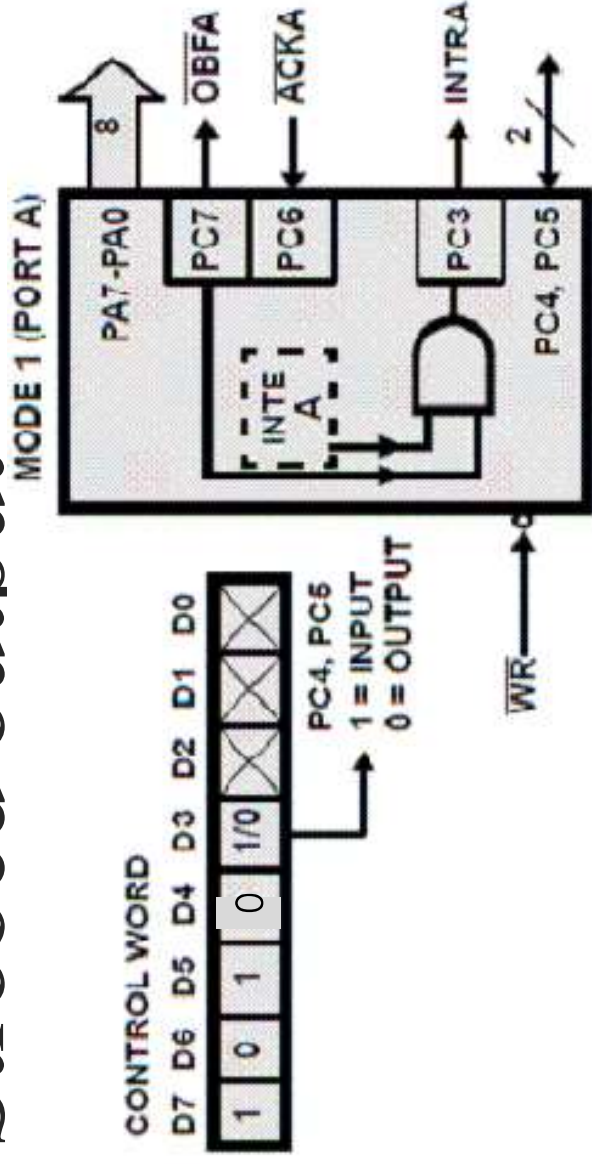 MODE 1 (PORT A)
CONTROL WORD
D7 D6 D5 D4 D3 D2 D1 D0
1 0 1 0 1/0
PC4, PC5
1 = INPUT
0 = OUTPUT
WR
PA7-PA0
8
PC7
OBFA
PC6
ACKA
INTE
A
PC3
INTRA
PC4, PC5
2